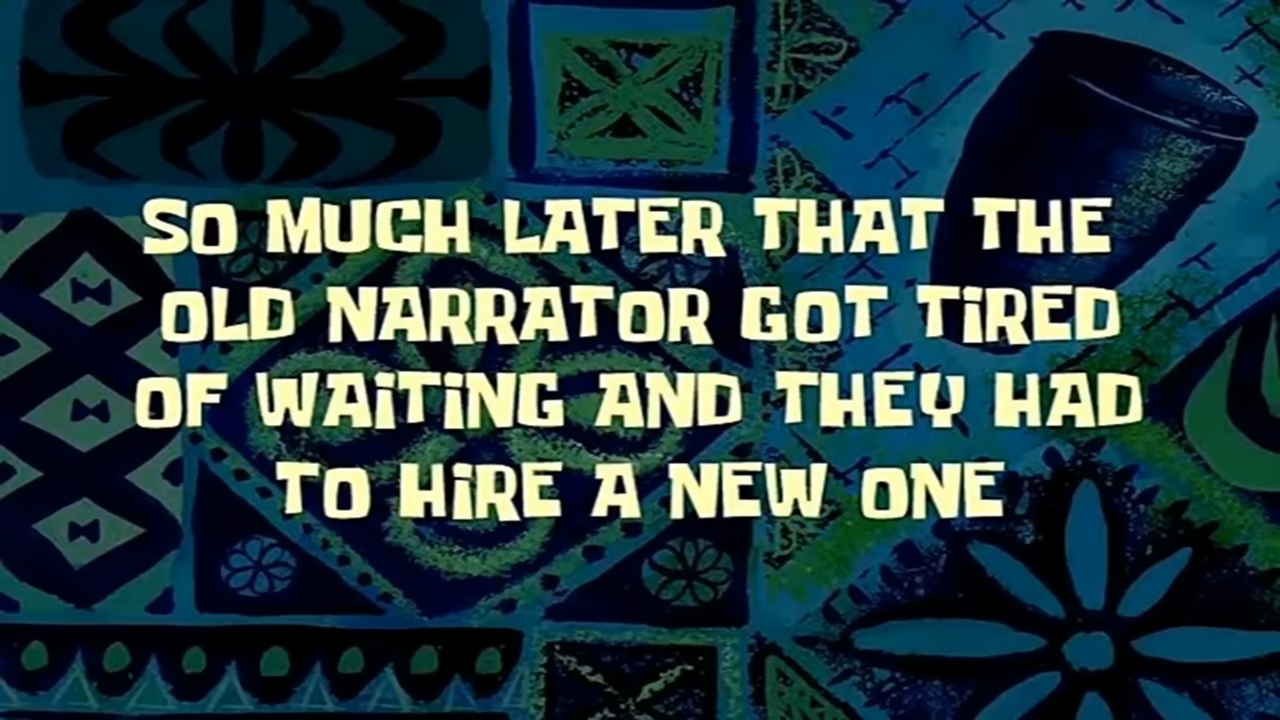 SO MUCH LATER THAT THE
OLD NARRATOR GOT TiRED
OF WAiTiNG AND THEY HAD
TO HiRE A NEW ONE